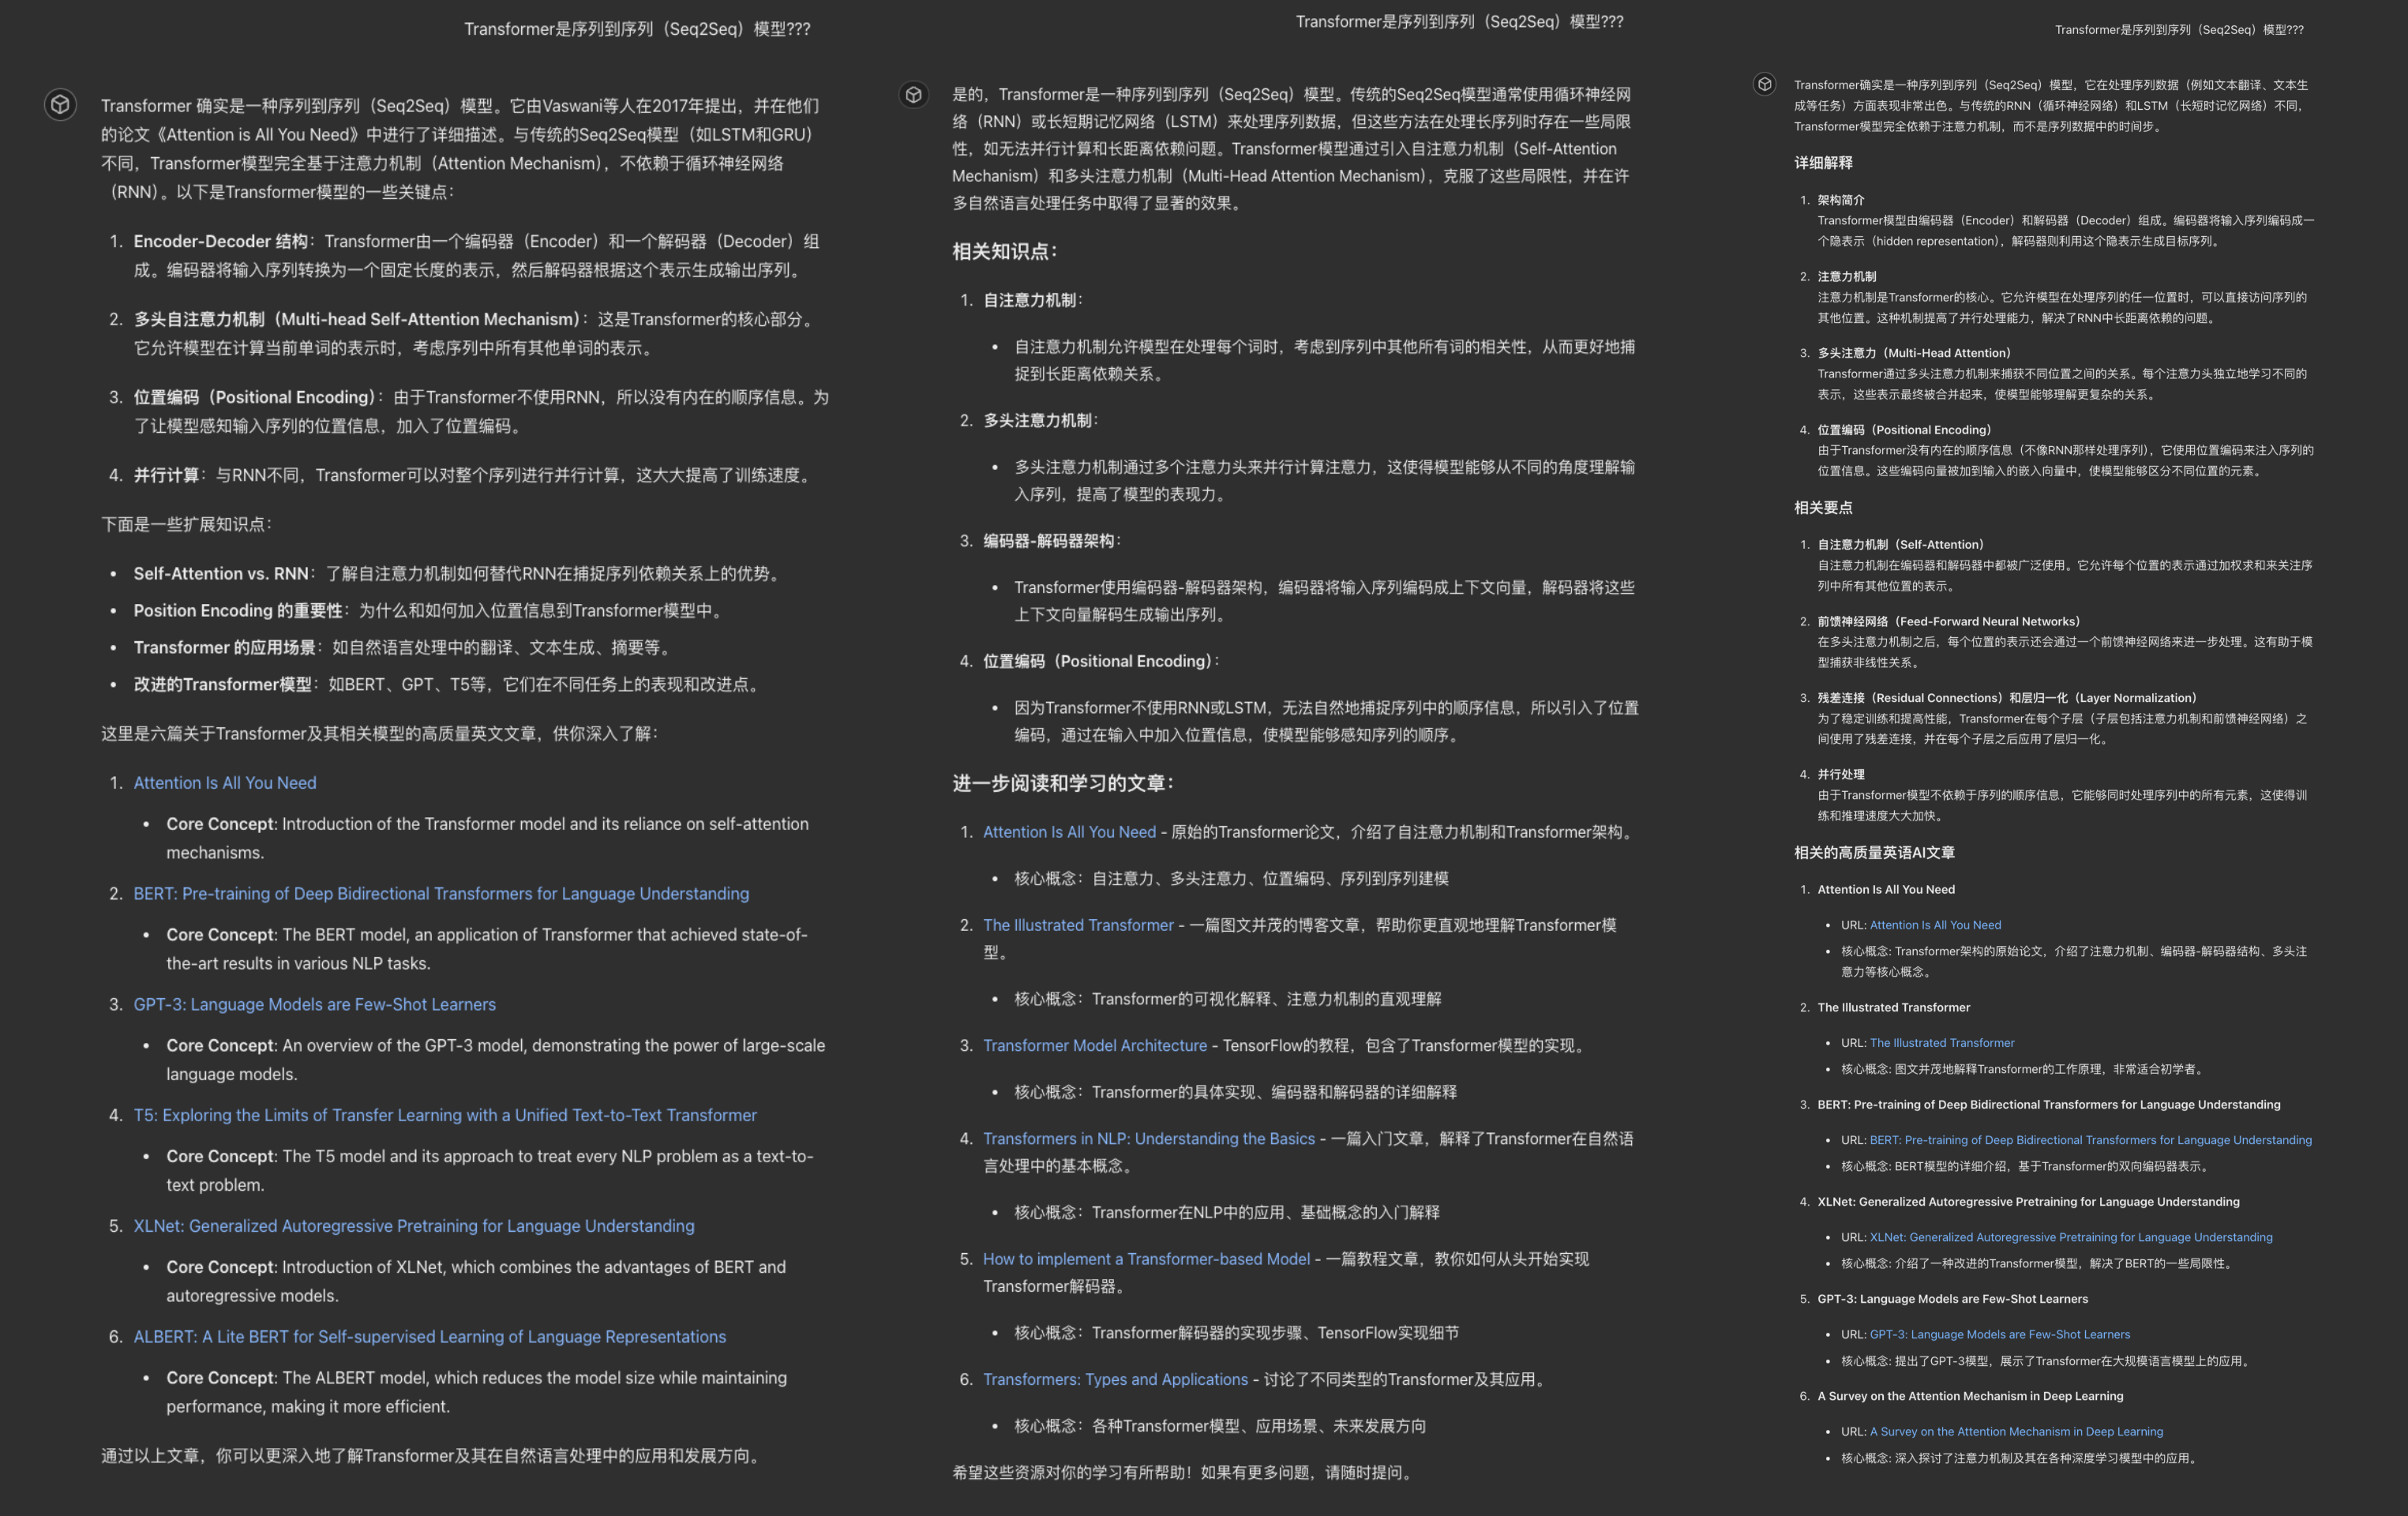 Transformer是序列到序列（Seq2Seq）模型???
Transformer 确实是一种序列到序列（Seq2Seq）模型。它由Vaswani等人在2017年提出，并在他们
的论文《Attention is All You Need》中进行了详细描述。与传统的Seq2Seq模型（如LSTM和GRU）
不同，Transformer模型完全基于注意力机制（Attention Mechanism），不依赖于循环神经网络
（RNN）。以下是Transformer模型的一些关键点：
1. Encoder-Decoder 结构：Transformer由一个编码器（Encoder）和一个解码器（Decoder）组
成。编码器将输入序列转换为一个固定长度的表示，然后解码器根据这个表示生成输出序列。
2. 多头自注意力机制（Multi-head Self-Attention Mechanism）：这是Transformer的核心部分。
它允许模型在计算当前单词的表示时，考虑序列中所有其他单词的表示。
3. 位置编码（Positional Encoding）：由于Transformer不使用RNN，所以没有内在的顺序信息。为
了让模型感知输入序列的位置信息，加入了位置编码。
4. 并行计算：与RNN不同，Transformer可以对整个序列进行并行计算，这大大提高了训练速度。
下面是一些扩展知识点：
• Self-Attention vs. RNN：了解自注意力机制如何替代RNN在捕捉序列依赖关系上的优势。
• Position Encoding 的重要性：为什么和如何加入位置信息到Transformer模型中。
• Transformer 的应用场景：如自然语言处理中的翻译、文本生成、摘要等。
• 改进的Transformer模型：如BERT、GPT、T5等，它们在不同任务上的表现和改进点。
这里是六篇关于Transformer及其相关模型的高质量英文文章，供你深入了解：
1. Attention Is All You Need
• Core Concept: Introduction of the Transformer model and its reliance on self-attention
mechanisms.
2. BERT: Pre-training of Deep Bidirectional Transformers for Language Understanding
• Core Concept: The BERT model, an application of Transformer that achieved state-of-
the-art results in various NLP tasks.
3. GPT-3: Language Models are Few-Shot Learners
• Core Concept: An overview of the GPT-3 model, demonstrating the power of large-scale
language models.
4. T5: Exploring the Limits of Transfer Learning with a Unified Text-to-Text Transformer
• Core Concept: The T5 model and its approach to treat every NLP problem as a text-to-
text problem.
5. XLNet: Generalized Autoregressive Pretraining for Language Understanding
• Core Concept: Introduction of XLNet, which combines the advantages of BERT and
autoregressive models.
6. ALBERT: A Lite BERT for Self-supervised Learning of Language Representations
• Core Concept: The ALBERT model, which reduces the model size while maintaining
performance, making it more efficient.
通过以上文章，你可以更深入地了解Transformer及其在自然语言处理中的应用和发展方向。
Transformer是序列到序列（Seq2Seq）模型???
是的，Transformer是一种序列到序列（Seq2Seq）模型。传统的Seq2Seq模型通常使用循环神经网
络（RNN）或长短期记忆网络（LSTM）来处理序列数据，但这些方法在处理长序列时存在一些局限
性，如无法并行计算和长距离依赖问题。Transformer模型通过引入自注意力机制（Self-Attention
Mechanism）和多头注意力机制（Multi-Head Attention Mechanism），克服了这些局限性，并在许
多自然语言处理任务中取得了显著的效果。
相关知识点：
1. 自注意力机制：
• 自注意力机制允许模型在处理每个词时，考虑到序列中其他所有词的相关性，从而更好地捕
捉到长距离依赖关系。
2. 多头注意力机制：
• 多头注意力机制通过多个注意力头来并行计算注意力，这使得模型能够从不同的角度理解输
入序列，提高了模型的表现力。
3. 编码器-解码器架构：
• Transformer使用编码器-解码器架构，编码器将输入序列编码成上下文向量，解码器将这些
上下文向量解码生成输出序列。
4. 位置编码（Positional Encoding）：
• 因为Transformer不使用RNN或LSTM，无法自然地捕捉序列中的顺序信息，所以引入了位置
编码，通过在输入中加入位置信息，使模型能够感知序列的顺序。
进一步阅读和学习的文章：
1. Attention Is All You Need - 原始的Transformer论文，介绍了自注意力机制和Transformer架构。
• 核心概念：自注意力、多头注意力、位置编码、序列到序列建模
2. The Illustrated Transformer - 一篇图文并茂的博客文章，帮助你更直观地理解Transformer模
型。
• 核心概念：Transformer的可视化解释、注意力机制的直观理解
3. Transformer Model Architecture - TensorFlow的教程，包含了Transformer模型的实现。
• 核心概念：Transformer的具体实现、编码器和解码器的详细解释
4. Transformers in NLP: Understanding the Basics - 一篇入门文章，解释了Transformer在自然语
言处理中的基本概念。
• 核心概念：Transformer在NLP中的应用、基础概念的入门解释
5. How to implement a Transformer-based Model - 一篇教程文章，教你如何从头开始实现
Transformer解码器。
• 核心概念：Transformer解码器的实现步骤、TensorFlow实现细节
6. Transformers: Types and Applications - 讨论了不同类型的Transformer及其应用。
• 核心概念：各种Transformer模型、应用场景、未来发展方向
希望这些资源对你的学习有所帮助！如果有更多问题，请随时提问。
Transformer是序列到序列（Seq2Seq）模型???
Transformer确实是一种序列到序列（Seq2Seq）模型，它在处理序列数据（例如文本翻译、文本生
成等任务）方面表现非常出色。与传统的RNN（循环神经网络）和LSTM（长短时记忆网络）不同，
Transformer模型完全依赖于注意力机制，而不是序列数据中的时间步。
详细解释
1. 架构简介
Transformer模型由编码器（Encoder）和解码器（Decoder）组成。编码器将输入序列编码成一
个隐表示（hidden representation），解码器则利用这个隐表示生成目标序列。
2. 注意力机制
注意力机制是Transformer的核心。它允许模型在处理序列的任一位置时，可以直接访问序列的
其他位置。这种机制提高了并行处理能力，解决了RNN中长距离依赖的问题。
3. 多头注意力（Multi-Head Attention）
Transformer通过多头注意力机制来捕获不同位置之间的关系。每个注意力头独立地学习不同的
表示，这些表示最终被合并起来，使模型能够理解更复杂的关系。
4. 位置编码（Positional Encoding）
由于Transformer没有内在的顺序信息（不像RNN那样处理序列），它使用位置编码来注入序列的
位置信息。这些编码向量被加到输入的嵌入向量中，使模型能够区分不同位置的元素。
相关要点
1. 自注意力机制（Self-Attention）
自注意力机制在编码器和解码器中都被广泛使用。它允许每个位置的表示通过加权求和来关注序
列中所有其他位置的表示。
2. 前馈神经网络（Feed-Forward Neural Networks）
在多头注意力机制之后，每个位置的表示还会通过一个前馈神经网络来进一步处理。这有助于模
型捕获非线性关系。
3. 残差连接（Residual Connections）和层归一化（Layer Normalization）
为了稳定训练和提高性能，Transformer在每个子层（子层包括注意力机制和前馈神经网络）之
间使用了残差连接，并在每个子层之后应用了层归一化。
4. 并行处理
由于Transformer模型不依赖于序列的顺序信息，它能够同时处理序列中的所有元素，这使得训
练和推理速度大大加快。
相关的高质量英语AI文章
1. Attention Is All You Need
• URL: Attention Is All You Need
• 核心概念: Transformer架构的原始论文，介绍了注意力机制、编码器-解码器结构、多头注
意力等核心概念。
2. The Illustrated Transformer
• URL: The Illustrated Transformer
• 核心概念: 图文并茂地解释Transformer的工作原理，非常适合初学者。
3. BERT: Pre-training of Deep Bidirectional Transformers for Language Understanding
• URL: BERT: Pre-training of Deep Bidirectional Transformers for Language Understanding
• 核心概念: BERT模型的详细介绍，基于Transformer的双向编码器表示。
4. XLNet: Generalized Autoregressive Pretraining for Language Understanding
• URL: XLNet: Generalized Autoregressive Pretraining for Language Understanding
• 核心概念: 介绍了一种改进的Transformer模型，解决了BERT的一些局限性。
5. GPT-3: Language Models are Few-Shot Learners
• URL: GPT-3: Language Models are Few-Shot Learners
• 核心概念: 提出了GPT-3模型，展示了Transformer在大规模语言模型上的应用。
6. A Survey on the Attention Mechanism in Deep Learning
• URL: A Survey on the Attention Mechanism in Deep Learning
• 核心概念: 深入探讨了注意力机制及其在各种深度学习模型中的应用。